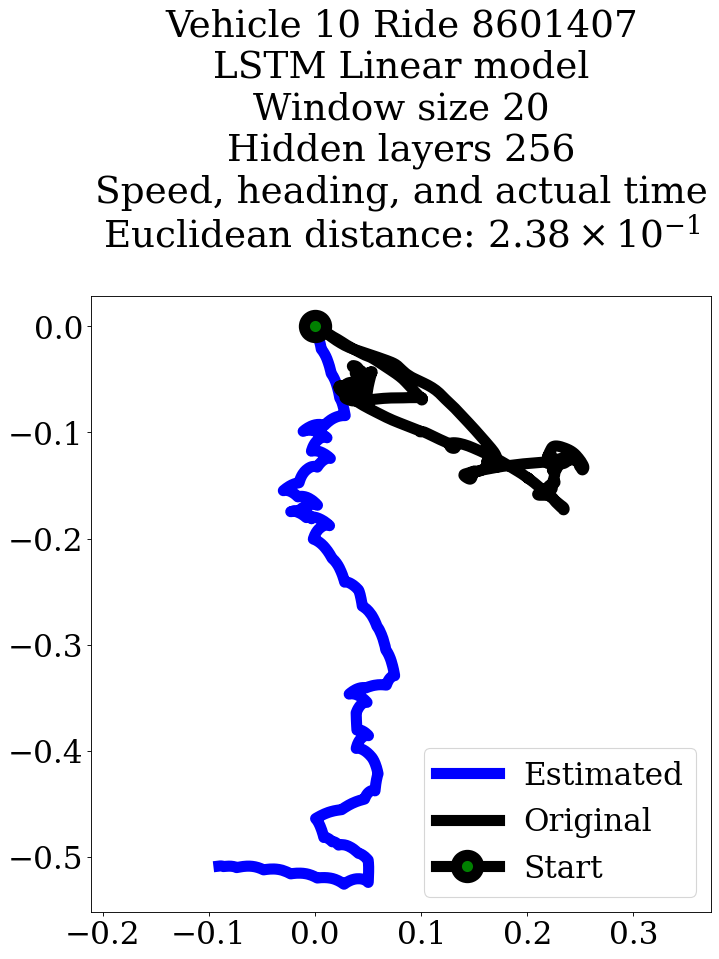 Vehicle 10 Ride 8601407
LSTM Linear model
Window size 20
Hidden layers 256
Speed, heading, and actual time
Euclidean distance: 2.38 × 10⁻¹
0.0
−0.1
−0.2
−0.3
−0.4
−0.5
Estimated
Original
Start
−0.2 −0.1 0.0 0.1 0.2 0.3